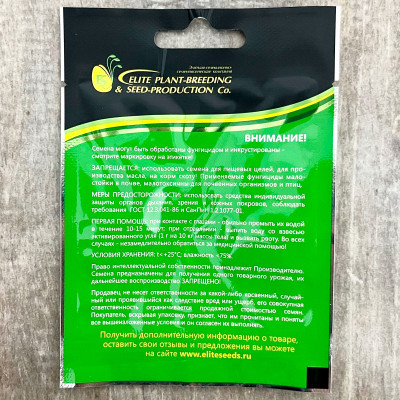 Элитная селекционно-
семеноводческая компания
ELITE PLANT-BREEDING
& SEED-PRODUCTION Co.
ВНИМАНИЕ!
Семена могут быть обработаны фунгицидом и инкрустированы -
смотрите маркировку на этикетке!
ЗАПРЕЩАЕТСЯ: использовать семена для пищевых целей, для про-
изводства масла, на корм скоту! Применяемые фунгициды мало-
стойки в почве, малотоксичны для почвенных организмов и птиц.
МЕРЫ ПРЕДОСТОРОЖНОСТИ: использовать средства индивидуальной
защиты органов дыхания, зрения и кожных покровов, соблюдать
требования ГОСТ 12.3.041-86 и СанПин 1.2.1077-01.
ПЕРВАЯ ПОМОЩЬ: при контакте с глазами - обильно промыть их водой
в течение 10-15 минут; при отравлении - выпить воду со взвесью
активированного угля (1 г на 10 кг массы тела) и вызвать рвоту. Во всех
случаях - незамедлительно обратиться за медицинской помощью!
УСЛОВИЯ ХРАНЕНИЯ: t<+25°C; влажность <75%.
Право интеллектуальной собственности принадлежит Производителю.
Семена предназначены для получения одного товарного урожая, их
дальнейшее воспроизводство ЗАПРЕЩЕНО!
Продавец не несет ответственности за какой-либо косвенный, случай-
ный или проявившийся как следствие вред или ущерб, его совокупная
ответственность ограничивается продажной стоимостью семян.
Покупатель, вскрывая упаковку, признает, что им прочитаны и поняты
все вышеизложенные условия и он согласен их выполнять.
Получить дополнительную информацию о товаре,
оставить свои отзывы и предложения вы можете
на сайте www.eliteseeds.ru